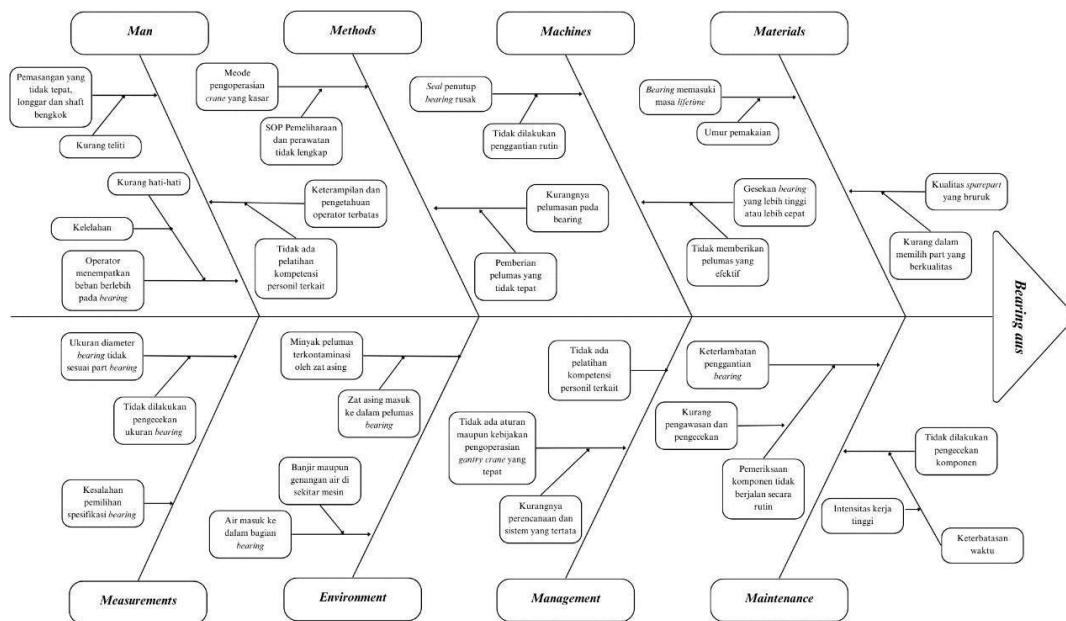 Man
Methods
Machines
Materials
Pemasangan yang
tidak tepat,
longgar dan shaft
bengkok
Kurang teliti
Kurang hati-hati
Kelelahan
Operator
menempatkan
beban berlebih
pada bearing
Meode
pengoperasian
crane yang kasar
SOP Pemeliharaan
dan perawatan
tidak lengkap
Keterampilan dan
pengetahuan
operator terbatas
Tidak ada
pelatihan
kompetensi
personil terkait
Seal penutup
bearing rusak
Tidak dilakukan
penggantian rutin
Kurangnya
pelumasan pada
bearing
Pemberian
pelumas yang
tidak tepat
Bearing memasuki
masa lifetime
Umur pemakaian
Gesekan bearing
yang lebih tinggi
atau lebih cepat
Tidak memberikan
pelumas yang
efektif
Kualitas sparepart
yang bruruk
Kurang dalam
memilih part yang
berkualitas
Bearing aus
Ukuran diameter
bearing tidak
sesuai part bearing
Tidak dilakukan
pengecekan
ukuran bearing
Kesalahan
pemilihan
spesifikasi bearing
Minyak pelumas
terkontaminasi
oleh zat asing
Zat asing masuk
ke dalam pelumas
bearing
Banjir maupun
genangan air di
sekitar mesin
Air masuk ke
dalam bagian
bearing
Tidak ada
pelatihan
kompetensi
personil terkait
Tidak ada aturan
maupun kebijakan
pengoperasian
gantry crane yang
tepat
Kurangnya
perencanaan dan
sistem yang tertata
Keterlambatan
penggantian
bearing
Kurang
pengawasan dan
pengecekan
Pemeriksaan
komponen tidak
berjalan secara
rutin
Tidak dilakukan
pengecekan
komponen
Intensitas kerja
tinggi
Keterbatasan
waktu
Measurements
Environment
Management
Maintenance